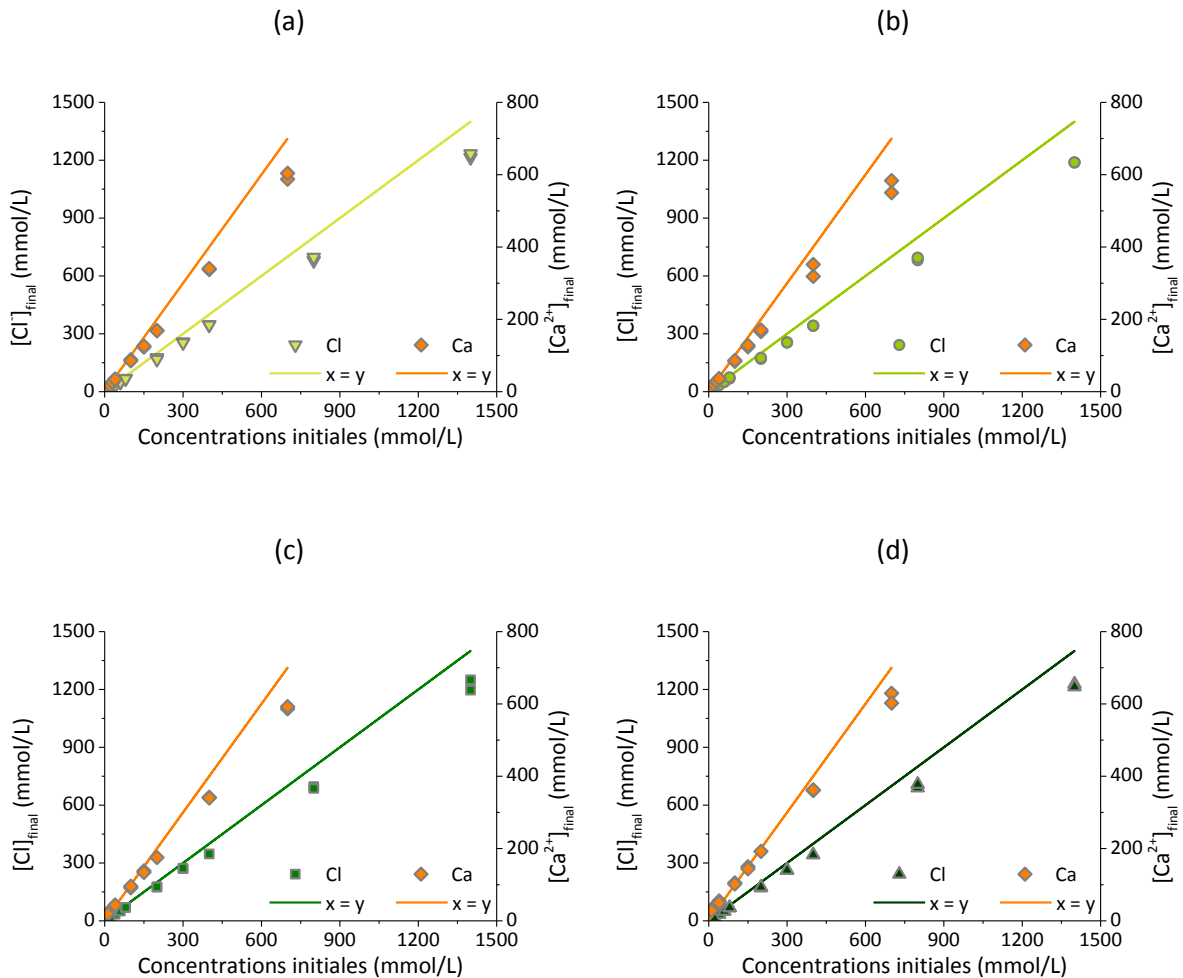 (a)
1500
1200
900
600
300
0
[Cl⁻]final (mmol/L)
800
600
400
200
0
[Ca²⁺]final (mmol/L)
Cl Ca
x = y x = y
0 300 600 900 1200 1500
Concentrations initiales (mmol/L)
(b)
1500
1200
900
600
300
0
[Cl]final (mmol/L)
800
600
400
200
0
[Ca²⁺]final (mmol/L)
Cl Ca
x = y x = y
0 300 600 900 1200 1500
Concentrations initiales (mmol/L)
(c)
1500
1200
900
600
300
0
[Cl]final (mmol/L)
800
600
400
200
0
[Ca²⁺]final (mmol/L)
Cl Ca
x = y x = y
0 300 600 900 1200 1500
Concentrations initiales (mmol/L)
(d)
1500
1200
900
600
300
0
[Cl]final (mmol/L)
800
600
400
200
0
[Ca²⁺]final (mmol/L)
Cl Ca
x = y x = y
0 300 600 900 1200 1500
Concentrations initiales (mmol/L)